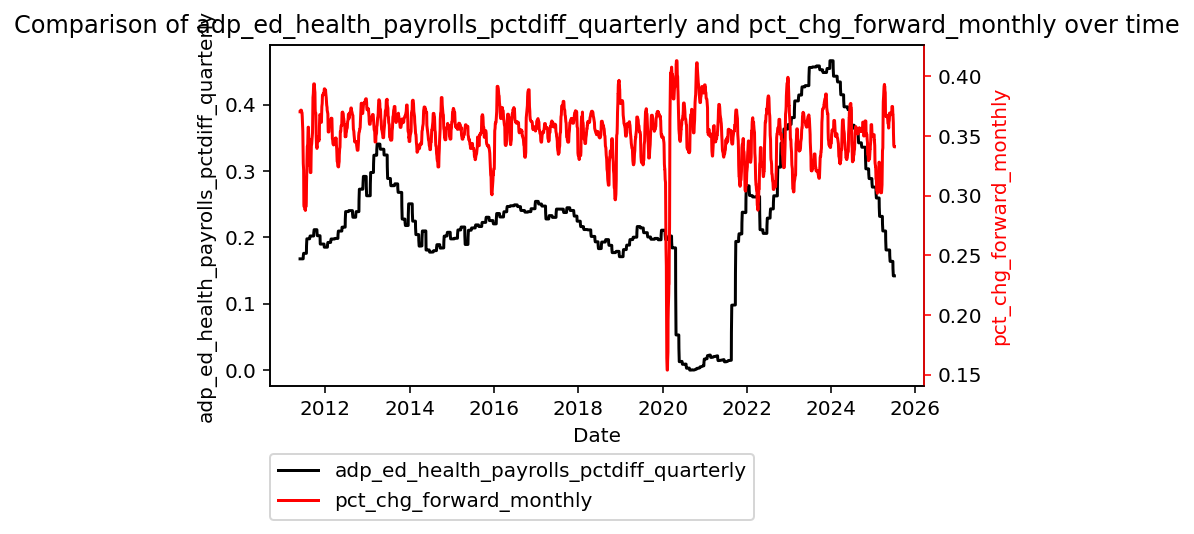 Comparison of adp_ed_health_payrolls_pctdiff_quarterly and pct_chg_forward_monthly over time
adp_ed_health_payrolls_pctdiff_quarterly
0.4
0.3
0.2
0.1
0.0
0.40
0.35
0.30
0.25
0.20
0.15
pct_chg_forward_monthly
2012 2014 2016 2018 2020 2022 2024 2026
Date
adp_ed_health_payrolls_pctdiff_quarterly
pct_chg_forward_monthly